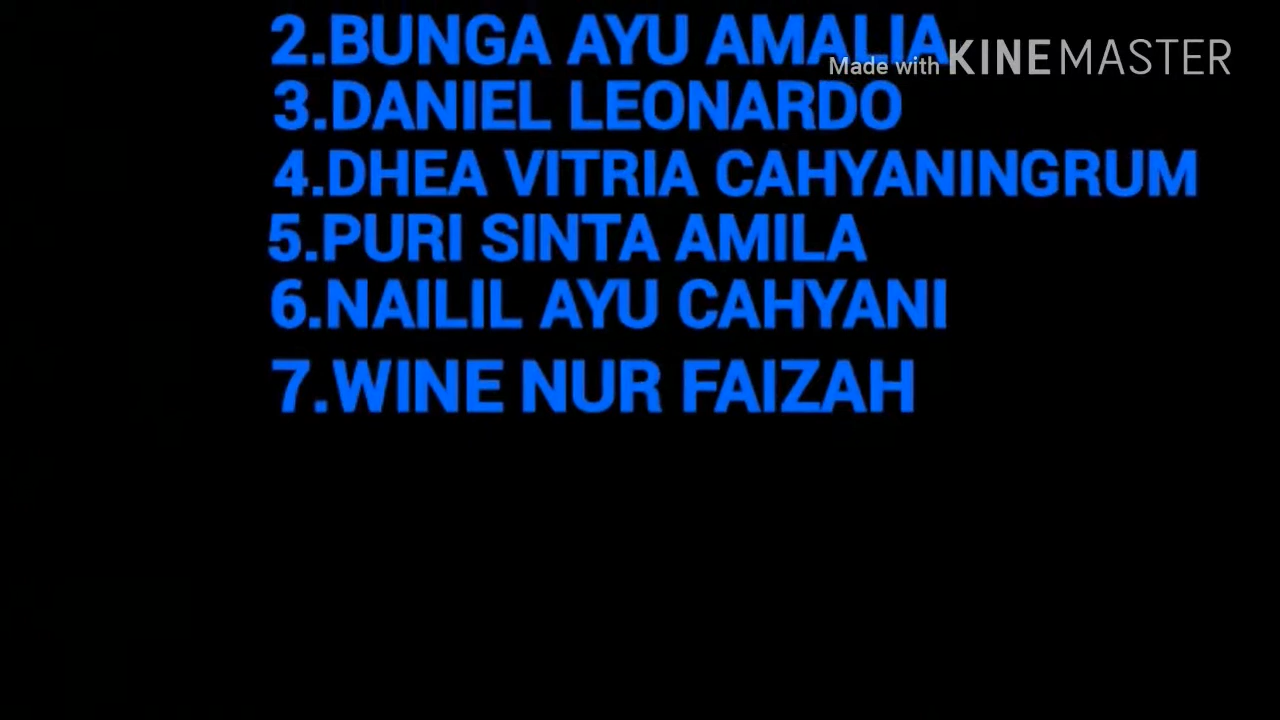 2.BUNGA AYU AMALIA
Made with KINEMASTER
3.DANIEL LEONARDO
4.DHEA VITRIA CAHYANINGRUM
5.PURI SINTA AMILA
6.NAILIL AYU CAHYANI
7.WINE NUR FAIZAH